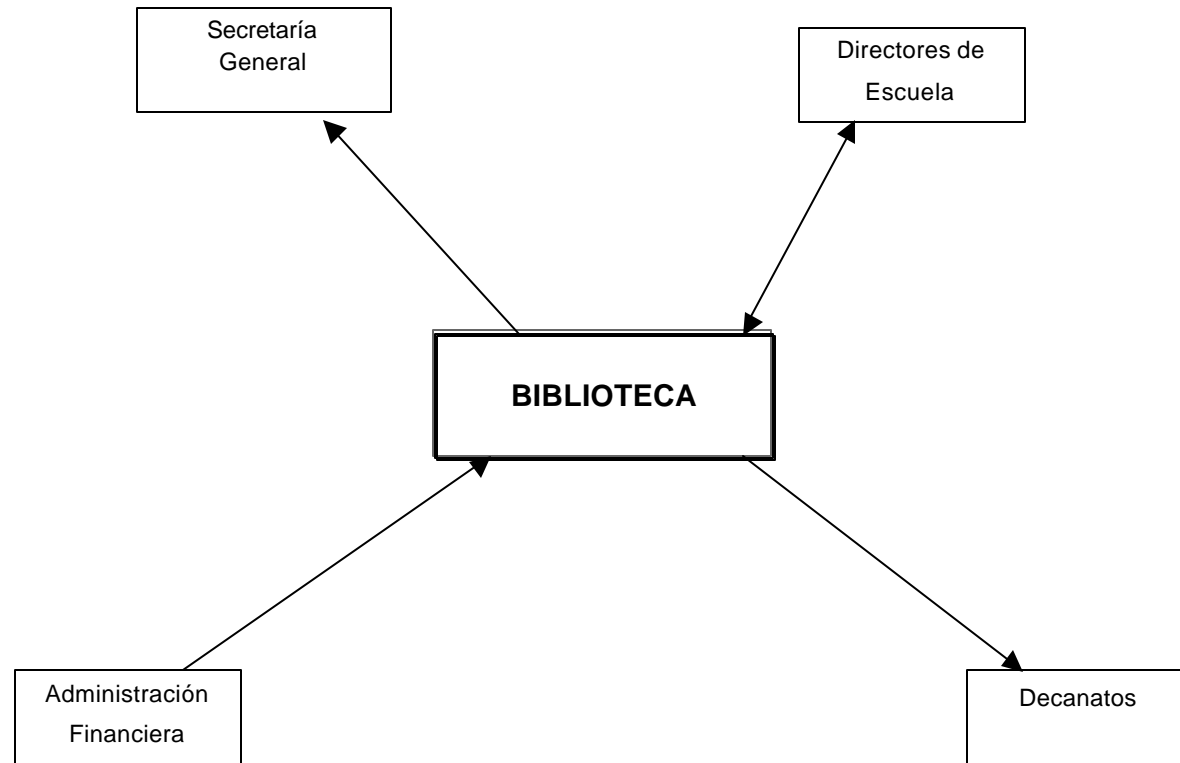 Secretaría
General
Directores de
Escuela
BIBLIOTECA
Administración
Financiera
Decanatos